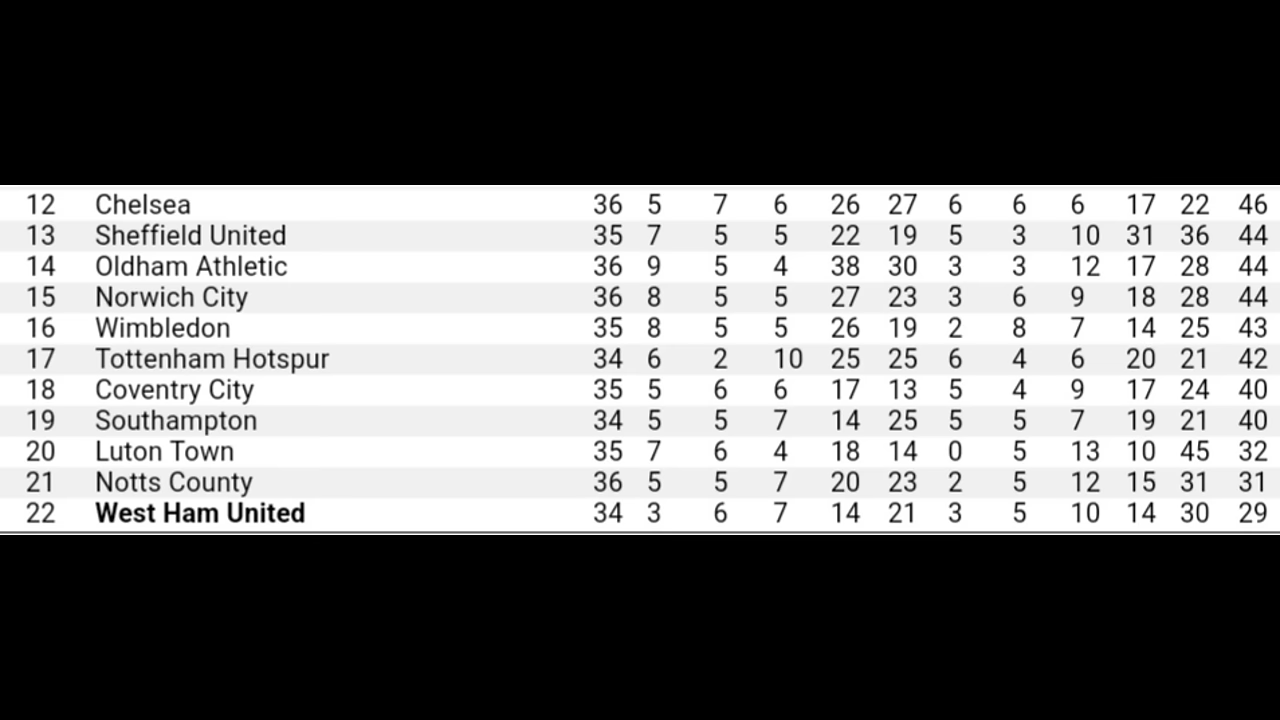 12 Chelsea 36 5 7 6 26 27 6 6 6 17 22 46
13 Sheffield United 35 7 5 5 22 19 5 3 10 31 36 44
14 Oldham Athletic 36 9 5 4 38 30 3 3 12 17 28 44
15 Norwich City 36 8 5 5 27 23 3 6 9 18 28 44
16 Wimbledon 35 8 5 5 26 19 2 8 7 14 25 43
17 Tottenham Hotspur 34 6 2 10 25 25 6 4 6 20 21 42
18 Coventry City 35 5 6 6 17 13 5 4 9 17 24 40
19 Southampton 34 5 5 7 14 25 5 5 7 19 21 40
20 Luton Town 35 7 6 4 18 14 0 5 13 10 45 32
21 Notts County 36 5 5 7 20 23 2 5 12 15 31 31
22 West Ham United 34 3 6 7 14 21 3 5 10 14 30 29